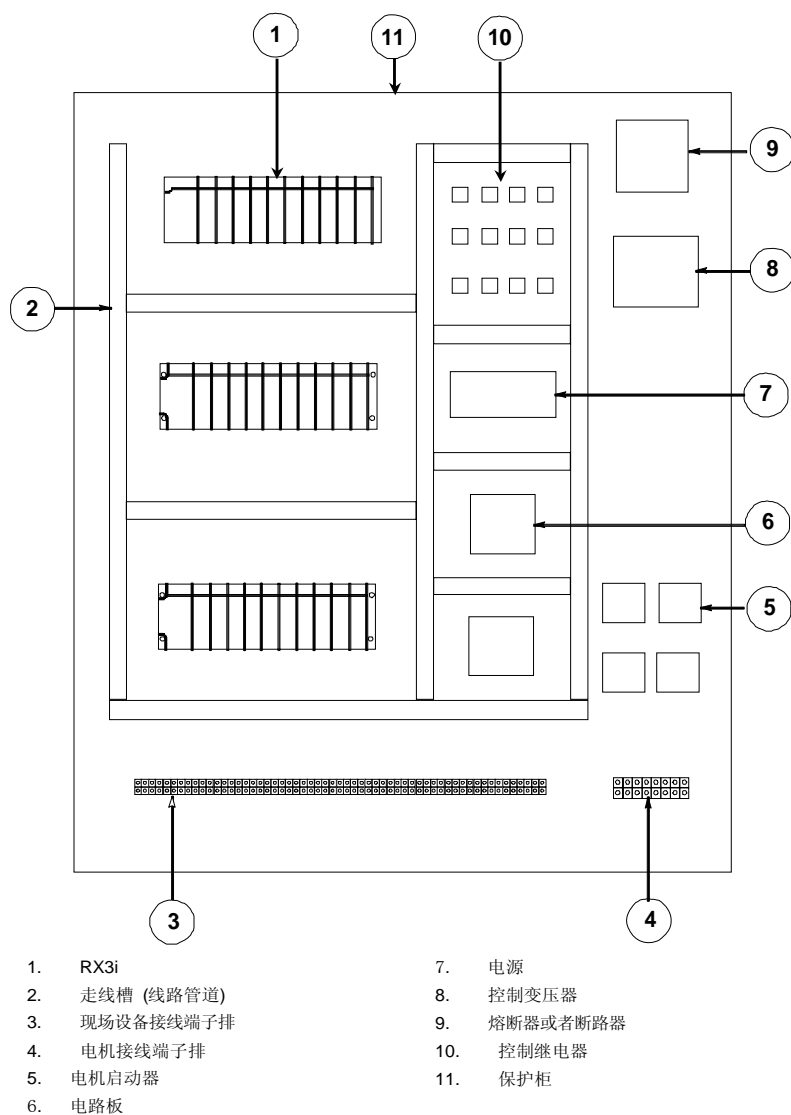 1
11
10
9
2
8
7
6
5
3
4
1. RX3i
2. 走线槽 (线路管道)
3. 现场设备接线端子排
4. 电机接线端子排
5. 电机启动器
6. 电路板
7. 电源
8. 控制变压器
9. 熔断器或者断路器
10. 控制继电器
11. 保护柜